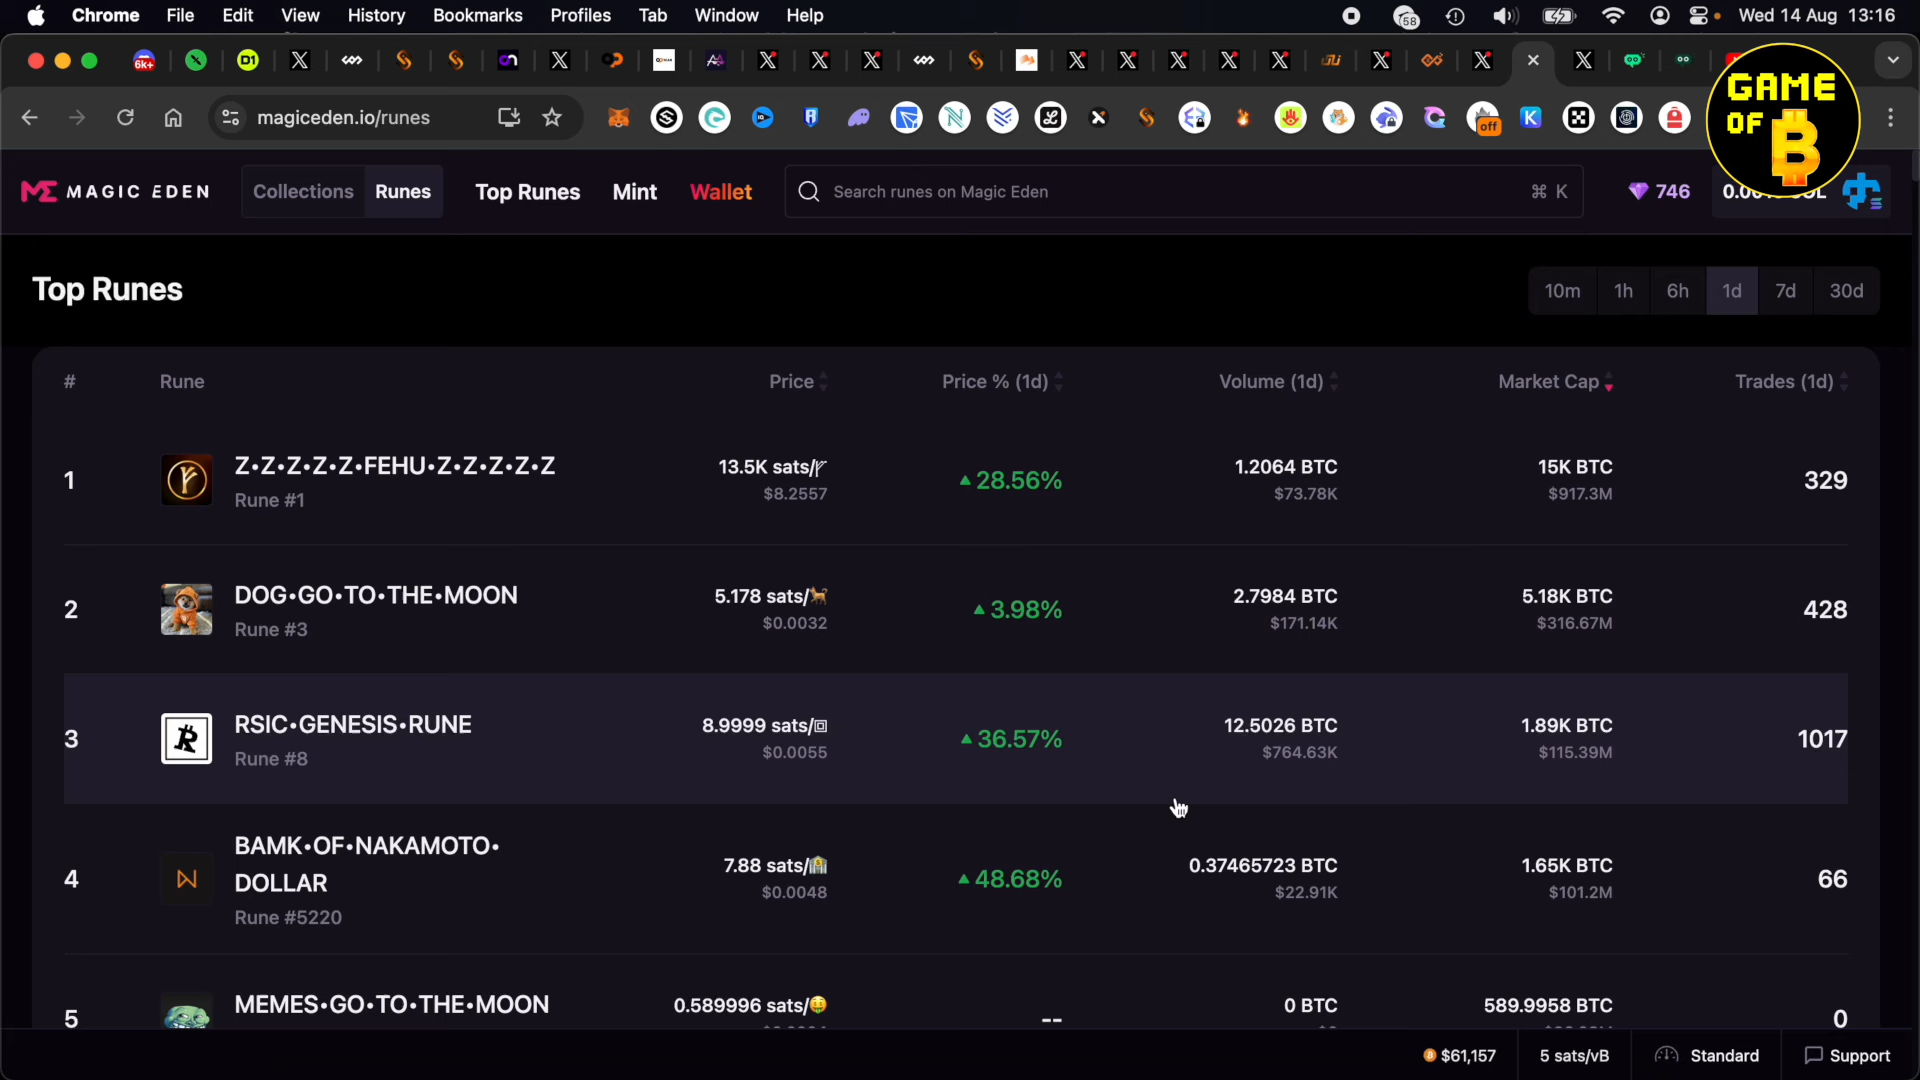 Chrome File Edit View History Bookmarks Profiles Tab Window Help 58 Wed 14 Aug 13:16
6k+ D1
magiceden.io/runes off
GAME
OF B
MAGIC EDEN Collections Runes Top Runes Mint Wallet Search runes on Magic Eden ⌘ K 746
Top Runes 10m 1h 6h 1d 7d 30d
# Rune Price Price % (1d) Volume (1d) Market Cap Trades (1d)
1 Z•Z•Z•Z•Z•FEHU•Z•Z•Z•Z•Z 13.5K sats/ 28.56% 1.2064 BTC 15K BTC 329
Rune #1 $8.2557 $73.78K $917.3M
2 DOG•GO•TO•THE•MOON 5.178 sats/🐕 3.98% 2.7984 BTC 5.18K BTC 428
Rune #3 $0.0032 $171.14K $316.67M
3 RSIC•GENESIS•RUNE 8.9999 sats/⧈ 36.57% 12.5026 BTC 1.89K BTC 1017
Rune #8 $0.0055 $764.63K $115.39M
4 BAMK•OF•NAKAMOTO•
DOLLAR 7.88 sats/🏦 48.68% 0.37465723 BTC 1.65K BTC 66
Rune #5220 $0.0048 $22.91K $101.2M
5 MEMES•GO•TO•THE•MOON 0.589996 sats/🤑 -- 0 BTC 589.9958 BTC 0
$61,157 5 sats/vB Standard Support